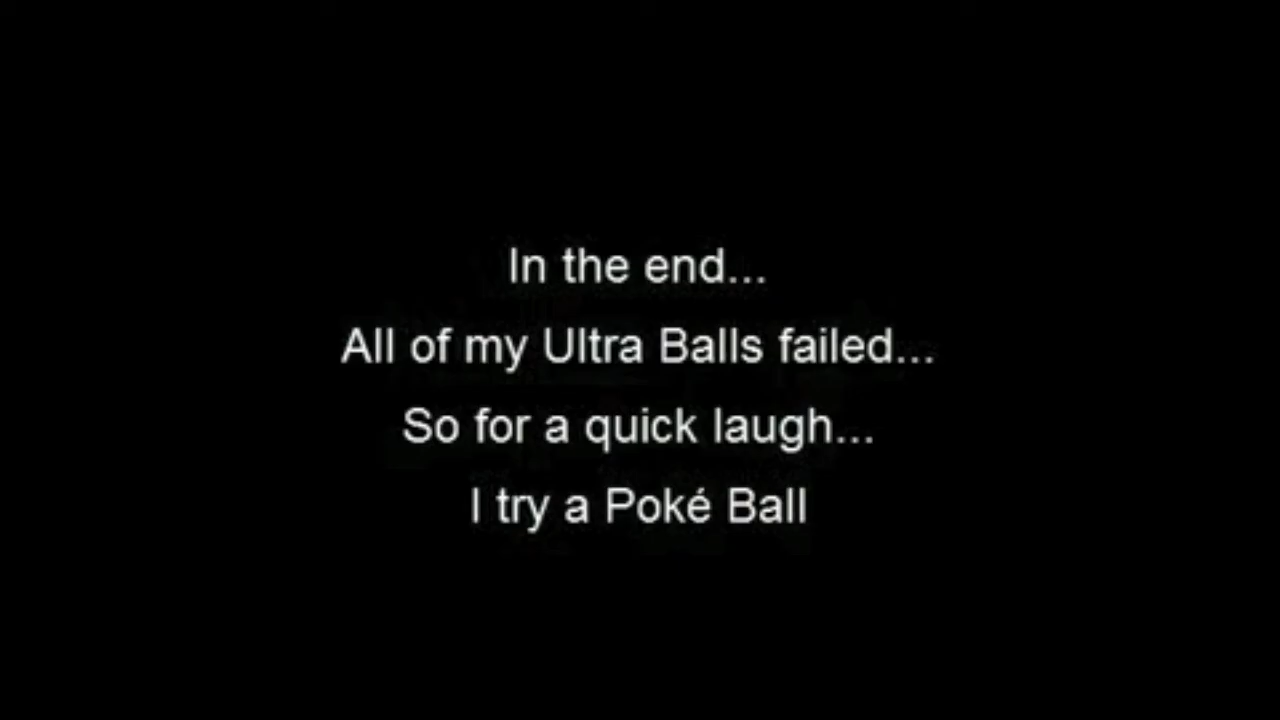 In the end...
All of my Ultra Balls failed...
So for a quick laugh...
I try a Poké Ball